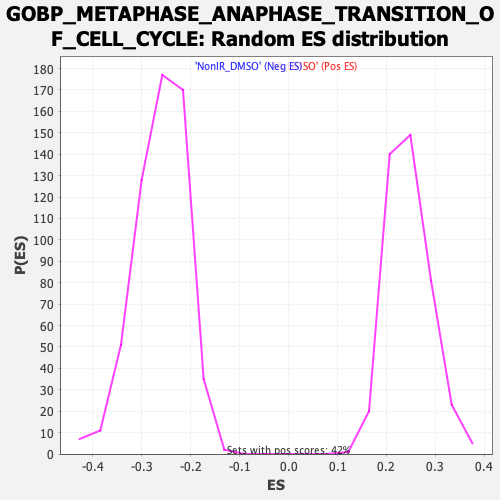 GOBP_METAPHASE_ANAPHASE_TRANSITION_O
F_CELL_CYCLE: Random ES distribution
'NonIR_DMSO' (Neg ES)SO' (Pos ES)
180
170
160
150
140
130
120
110
100
90
80
70
60
50
40
30
20
10
0
P(ES)
Sets with pos scores: 42%
-0.4 -0.3 -0.2 -0.1 0.0 0.1 0.2 0.3 0.4
ES